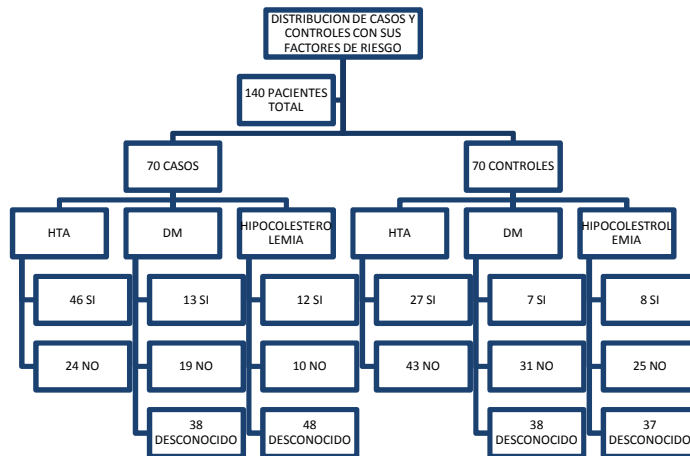 DISTRIBUCION DE CASOS Y
CONTROLES CON SUS
FACTORES DE RIESGO
140 PACIENTES
TOTAL
70 CASOS
70 CONTROLES
HTA
DM
HIPOCOLESTERO
LEMIA
HTA
DM
HIPOCOLESTROL
EMIA
46 SI
13 SI
12 SI
27 SI
7 SI
8 SI
24 NO
19 NO
10 NO
43 NO
31 NO
25 NO
38
DESCONOCIDO
48
DESCONOCIDO
38
DESCONOCIDO
37
DESCONOCIDO